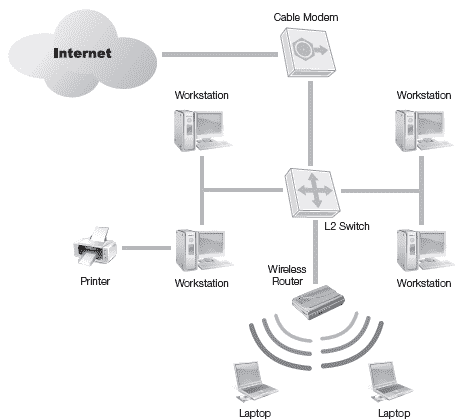 Cable Modem
Internet
Workstation
Workstation
L2 Switch
Wireless
Router
Printer
Workstation
Workstation
Laptop
Laptop